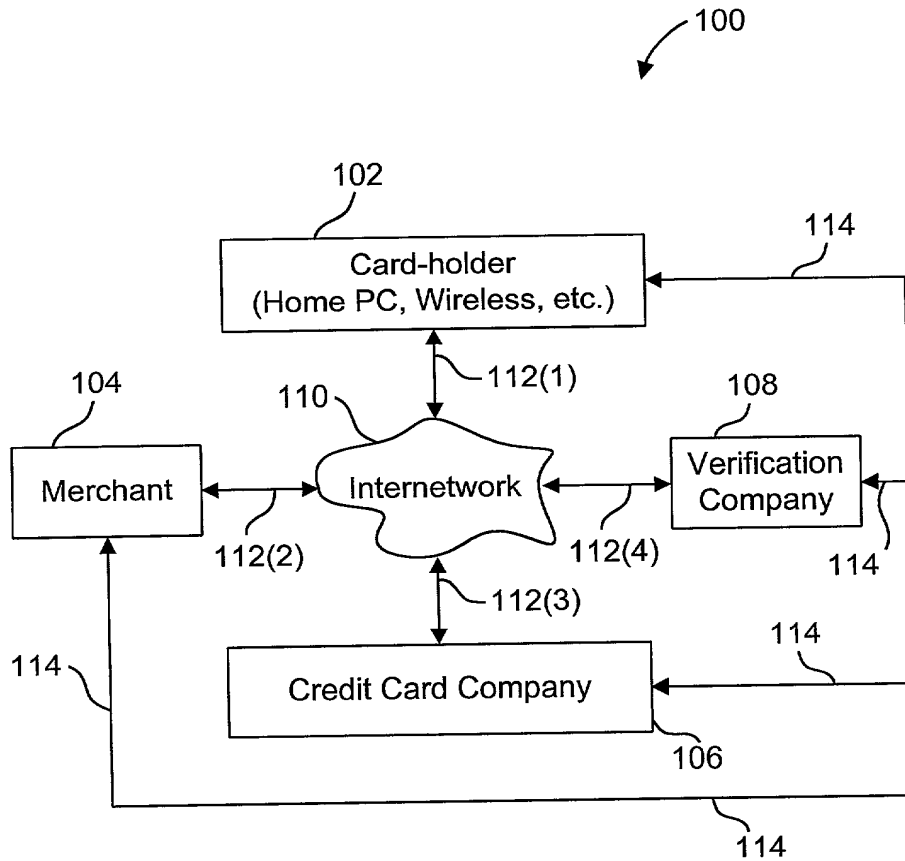 100
102
Card-holder
(Home PC, Wireless, etc.)
114
112(1)
104
110
108
Merchant
Internetwork
Verification
Company
112(2)
112(4)
114
112(3)
114
114
Credit Card Company
106
114